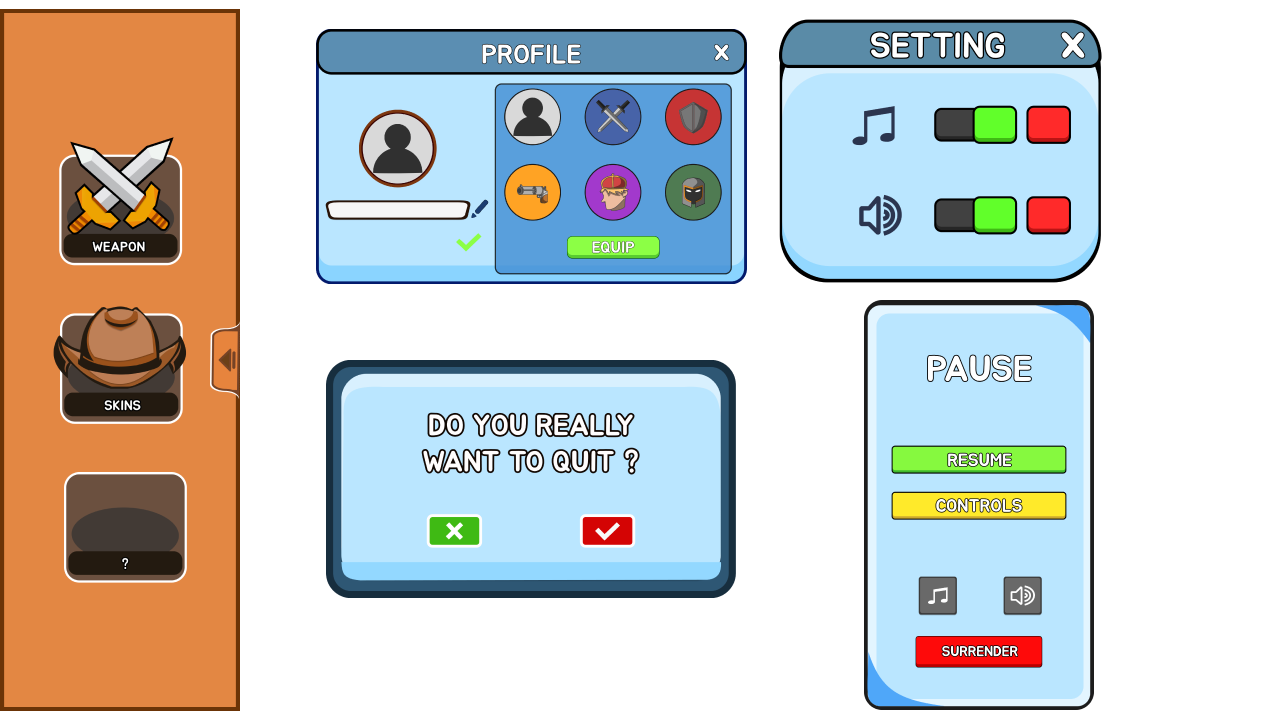 WEAPON
SKINS
?
PROFILE X
EQUIP
SETTING X
DO YOU REALLY
WANT TO QUIT ?
PAUSE
RESUME
CONTROLS
SURRENDER